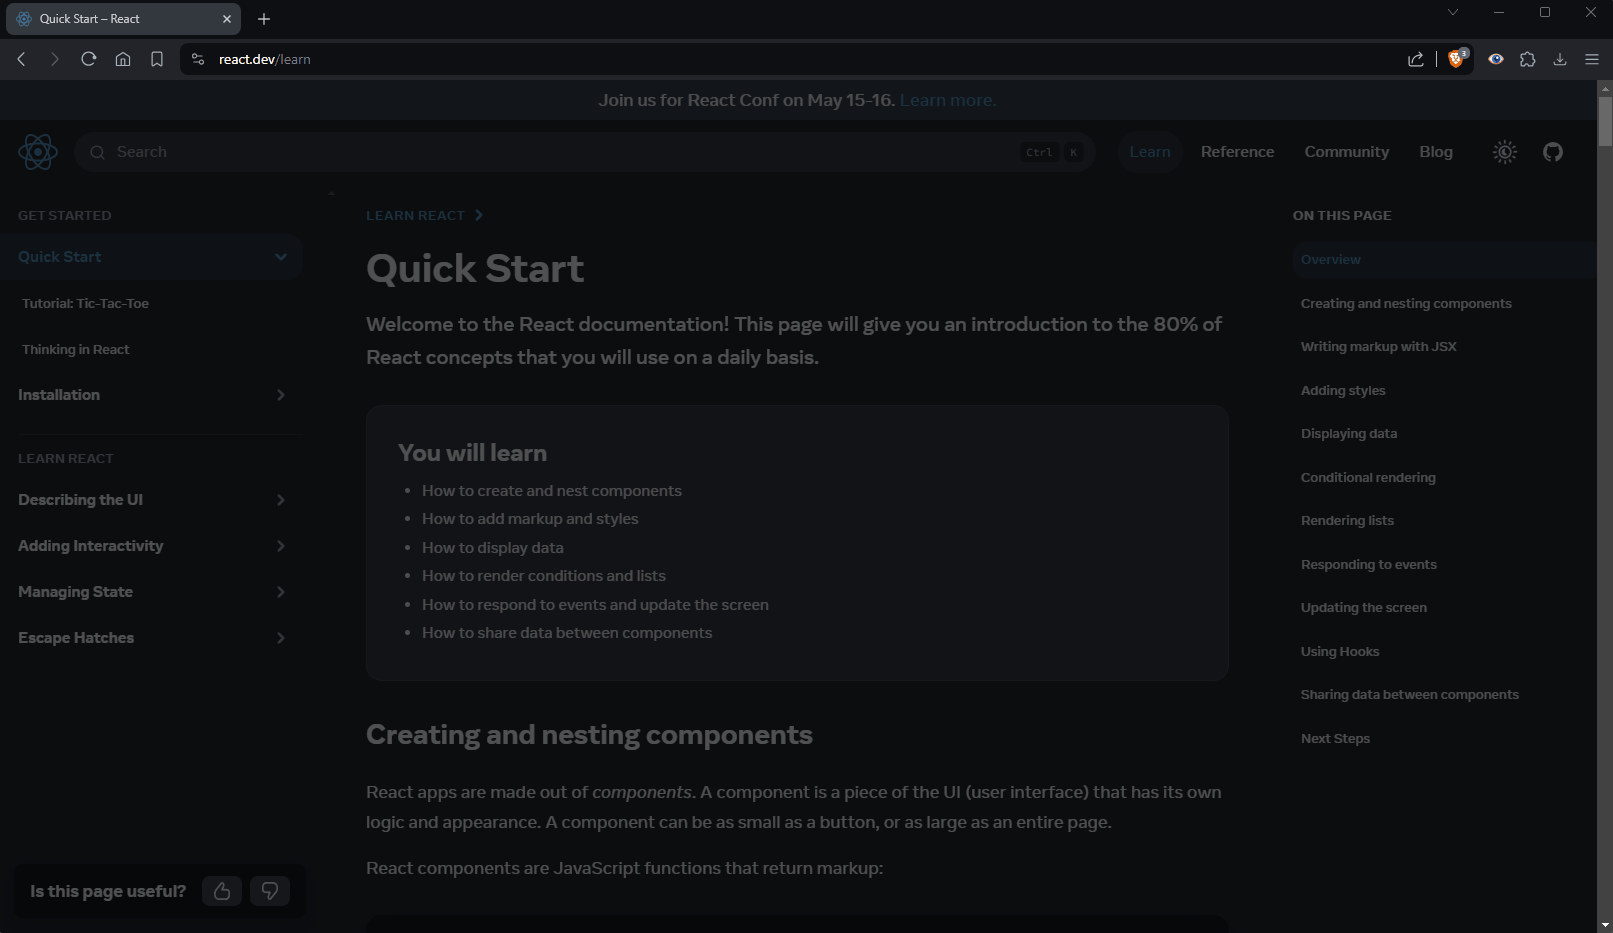 Quick Start – React
react.dev/learn
3
Join us for React Conf on May 15-16. Learn more.
Search
Ctrl K
Learn
Reference
Community
Blog
GET STARTED
Quick Start
Tutorial: Tic-Tac-Toe
Thinking in React
Installation
LEARN REACT
Describing the UI
Adding Interactivity
Managing State
Escape Hatches
Is this page useful?
LEARN REACT
Quick Start
Welcome to the React documentation! This page will give you an introduction to the 80% of
React concepts that you will use on a daily basis.
You will learn
• How to create and nest components
• How to add markup and styles
• How to display data
• How to render conditions and lists
• How to respond to events and update the screen
• How to share data between components
Creating and nesting components
React apps are made out of components. A component is a piece of the UI (user interface) that has its own
logic and appearance. A component can be as small as a button, or as large as an entire page.
React components are JavaScript functions that return markup:
ON THIS PAGE
Overview
Creating and nesting components
Writing markup with JSX
Adding styles
Displaying data
Conditional rendering
Rendering lists
Responding to events
Updating the screen
Using Hooks
Sharing data between components
Next Steps